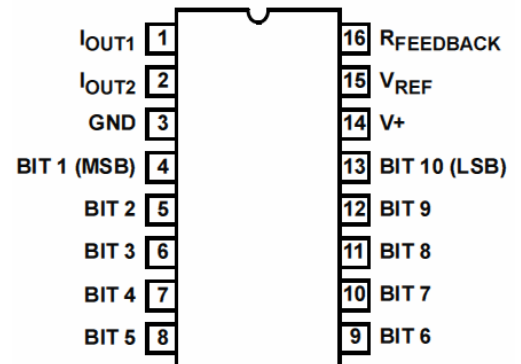 IOUT1 1 16 RFEEDBACK
IOUT2 2 15 VREF
GND 3 14 V+
BIT 1 (MSB) 4 13 BIT 10 (LSB)
BIT 2 5 12 BIT 9
BIT 3 6 11 BIT 8
BIT 4 7 10 BIT 7
BIT 5 8 9 BIT 6